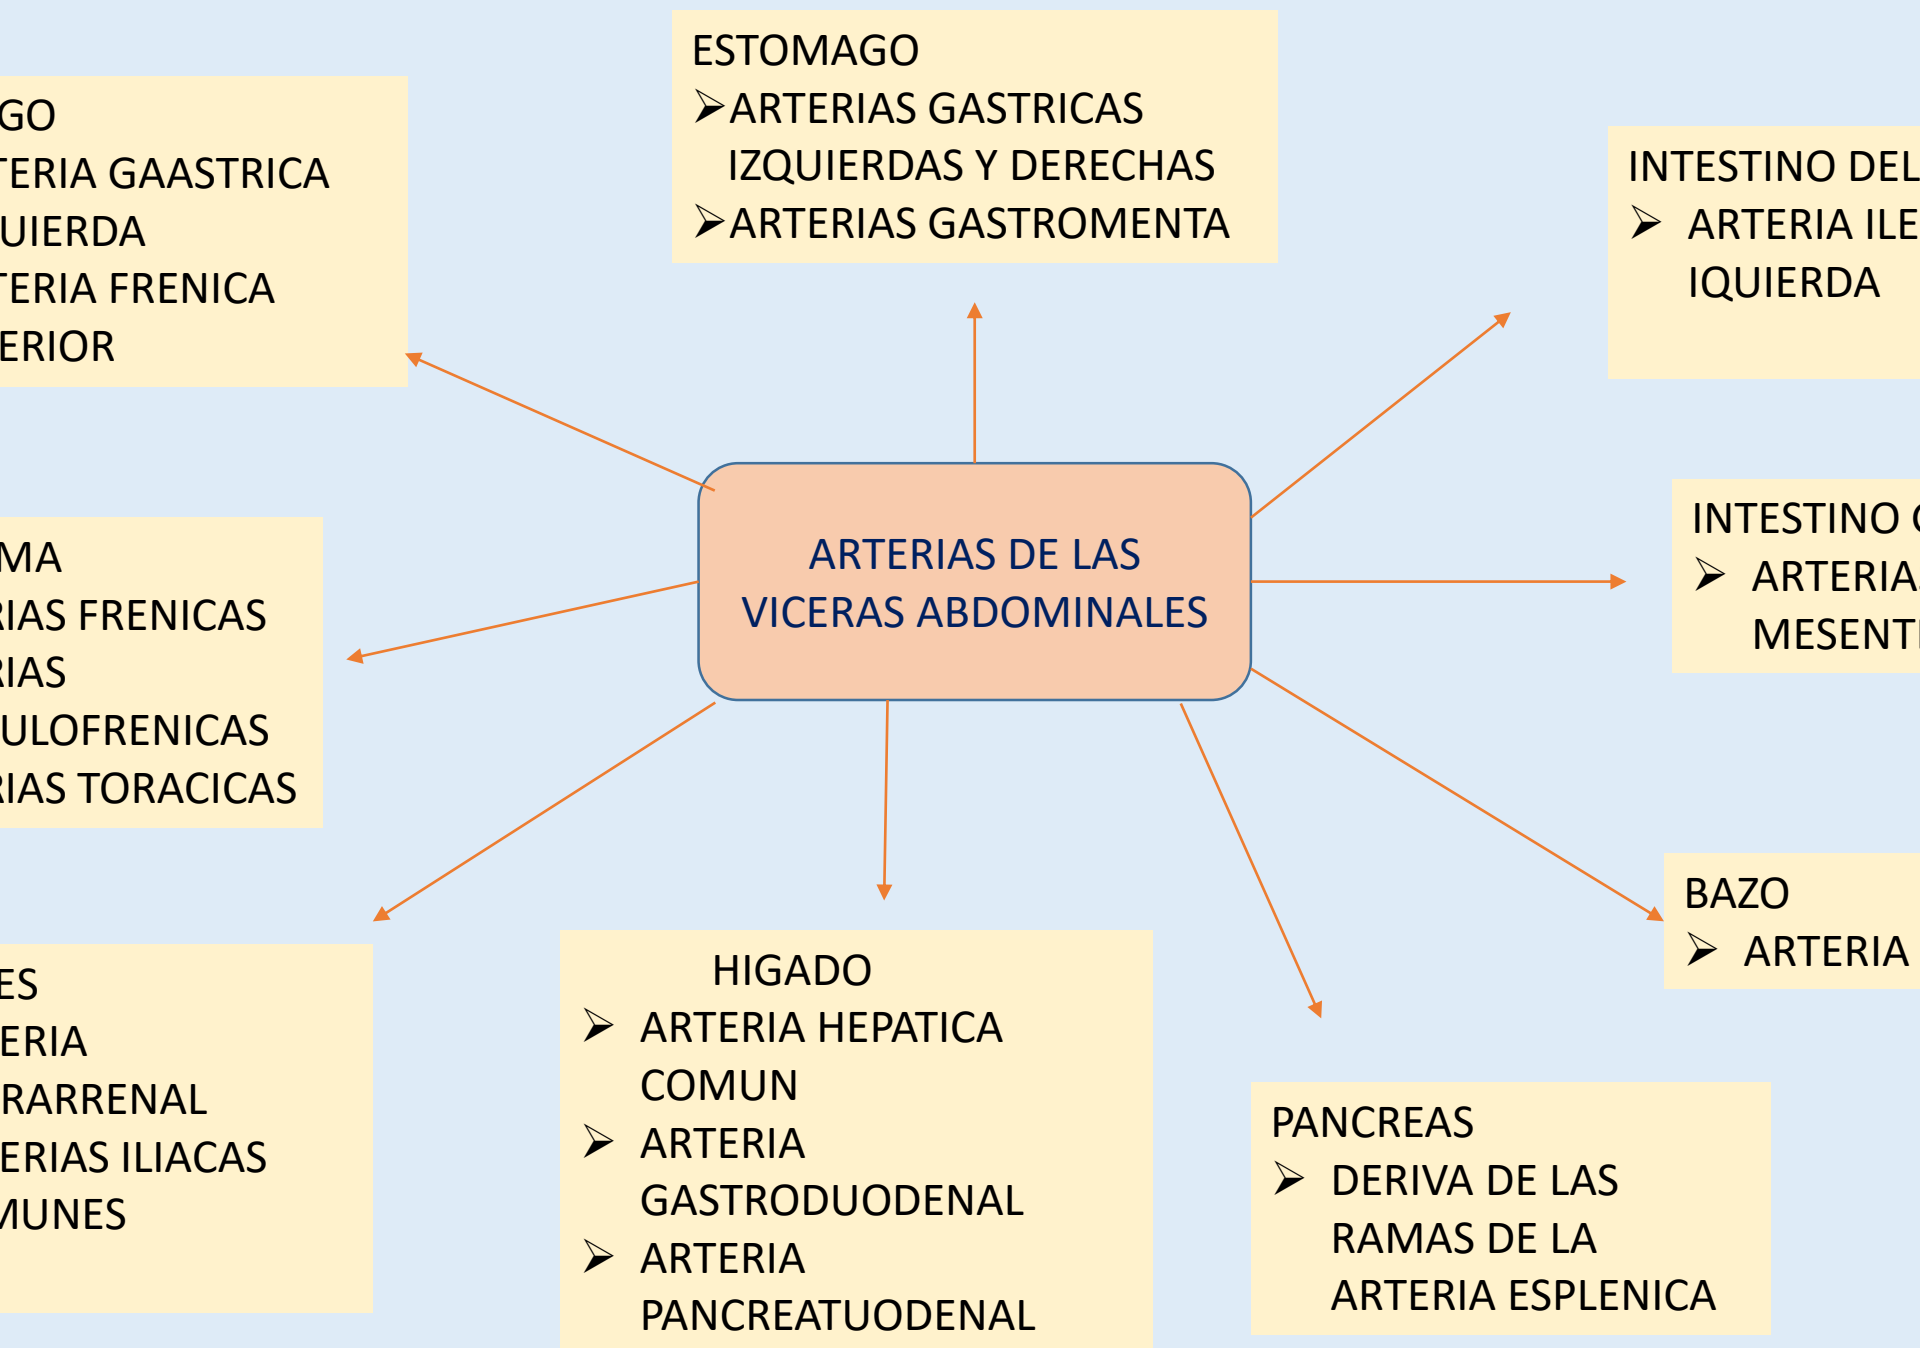 ESTOMAGO
ARTERIAS GASTRICAS
IZQUIERDAS Y DERECHAS
ARTERIAS GASTROMENTA
GO
TERIA GAASTRICA
UIERDA
TERIA FRENICA
ERIOR
INTESTINO DEL
ARTERIA ILE
IQUIERDA
ARTERIAS DE LAS
VICERAS ABDOMINALES
MA
RIAS FRENICAS
RIAS
ULOFRENICAS
RIAS TORACICAS
INTESTINO
ARTERIAS
MESENT
BAZO
ARTERIA
ES
ERIA
RARRENAL
ERIAS ILIACAS
MUNES
HIGADO
ARTERIA HEPATICA
COMUN
ARTERIA
GASTRODUODENAL
ARTERIA
PANCREATUODENAL
PANCREAS
DERIVA DE LAS
RAMAS DE LA
ARTERIA ESPLENICA